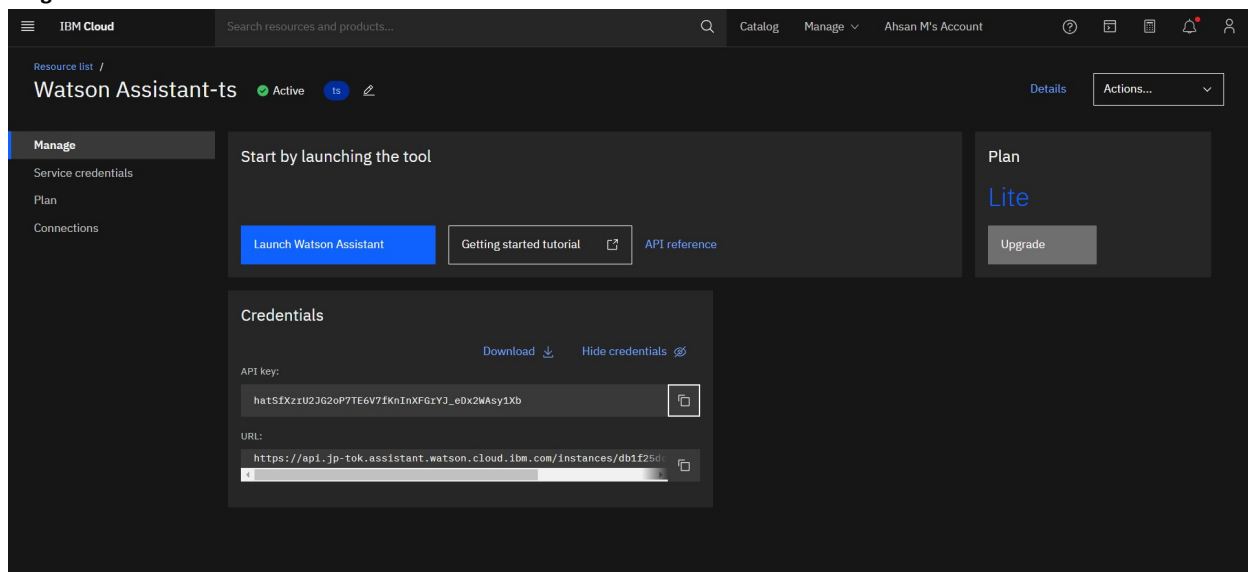 IBM Cloud
Search resources and products...
Catalog
Manage
Ahsan M's Account
Resource list /
Watson Assistant-ts
Active
ts
Details
Actions...
Manage
Service credentials
Plan
Connections
Start by launching the tool
Launch Watson Assistant
Getting started tutorial
API reference
Plan
Lite
Upgrade
Credentials
Download
Hide credentials
API key:
hatSfXzrU2JG2oP7TE6V7fKnInXFGrYJ_eDx2WAsy1Xb
URL:
https://api.jp-tok.assistant.watson.cloud.ibm.com/instances/db1f25d